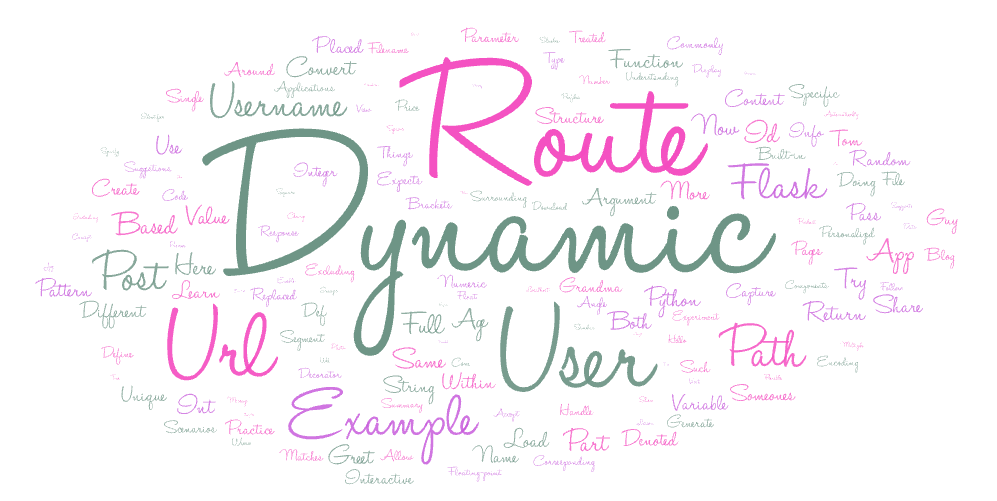 Placed
Filename
Parameter
Treated
Type
Commonly
Function
Understanding
Display
Around
Convert
Route
Applications
Number
Single
Username
View
Price
Structure
Content
Specific
Now
Id
Info
Tom
Use
Things
Built-in
Random
Suggestions
Integer
Expects
Flask
Doing
File
Create
Code
Dynamic
Brackets
Surrounding
Download
Argument
More
Based
Value
Response
Pass
Personalized
Guy
Post
Here
Excluding
Pages
App
Blog
Pattern
Learn
Replaced
Numeric
Float
Grandma
Angle
Python
Capture
Components
Try
Different
Def
Full
Age
Both
Experiment
Return
Share
Url
Segment
User
Define
Same
Path
Such
Encoding
Decorator
String
Within
Unique
Int
Example
Summary
Accept
Handle
Variable
Someones
Generate
Scenarios
Practice
Load
Part
Denoted
Matches
Greet
Allow
Name
Corresponding
Interactive
Floating-point